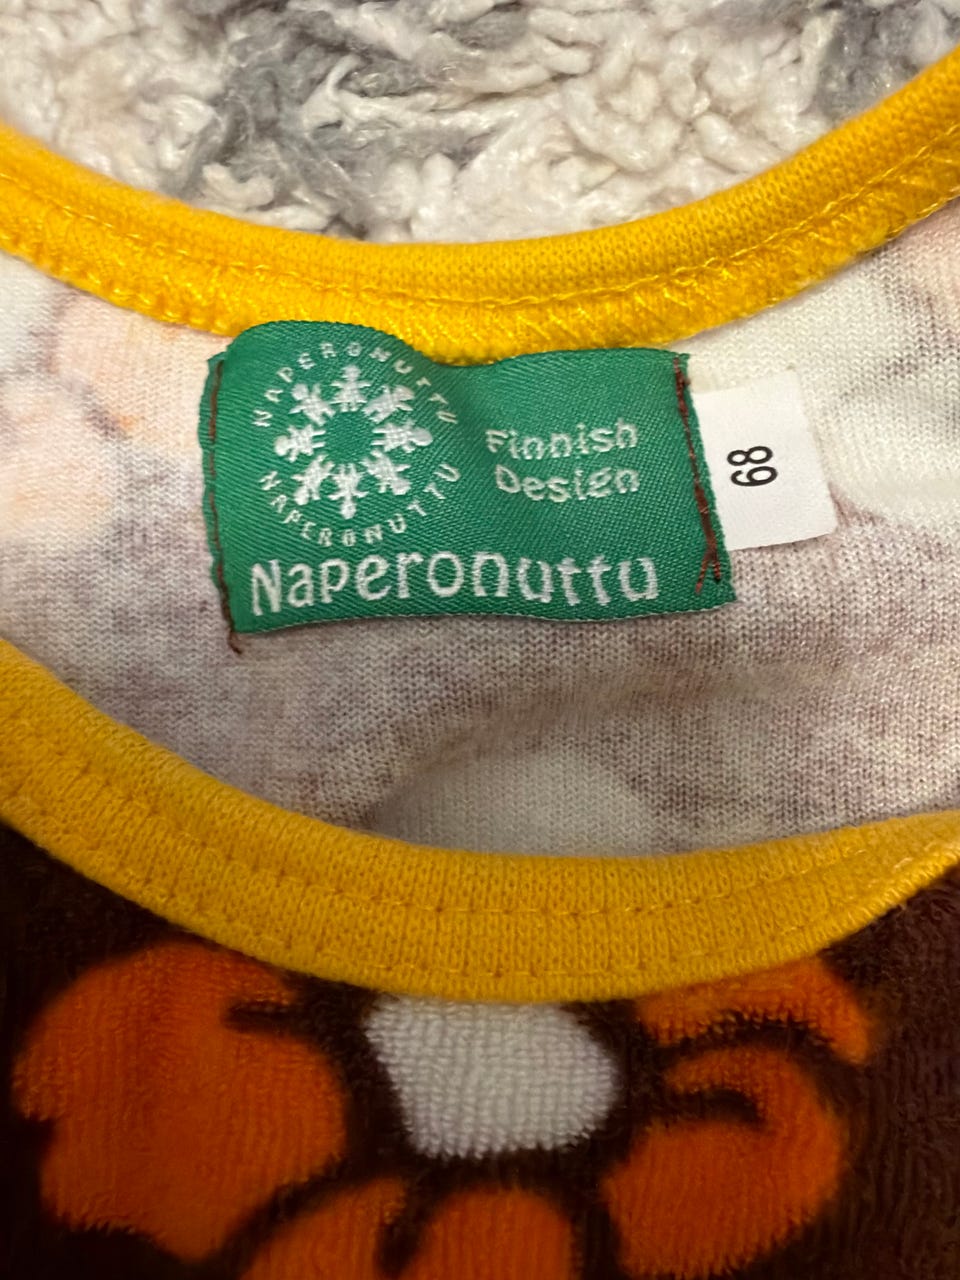 NAPERONUTTU
NAPERONUTTU
Finnish
Design
Naperonuttu
68